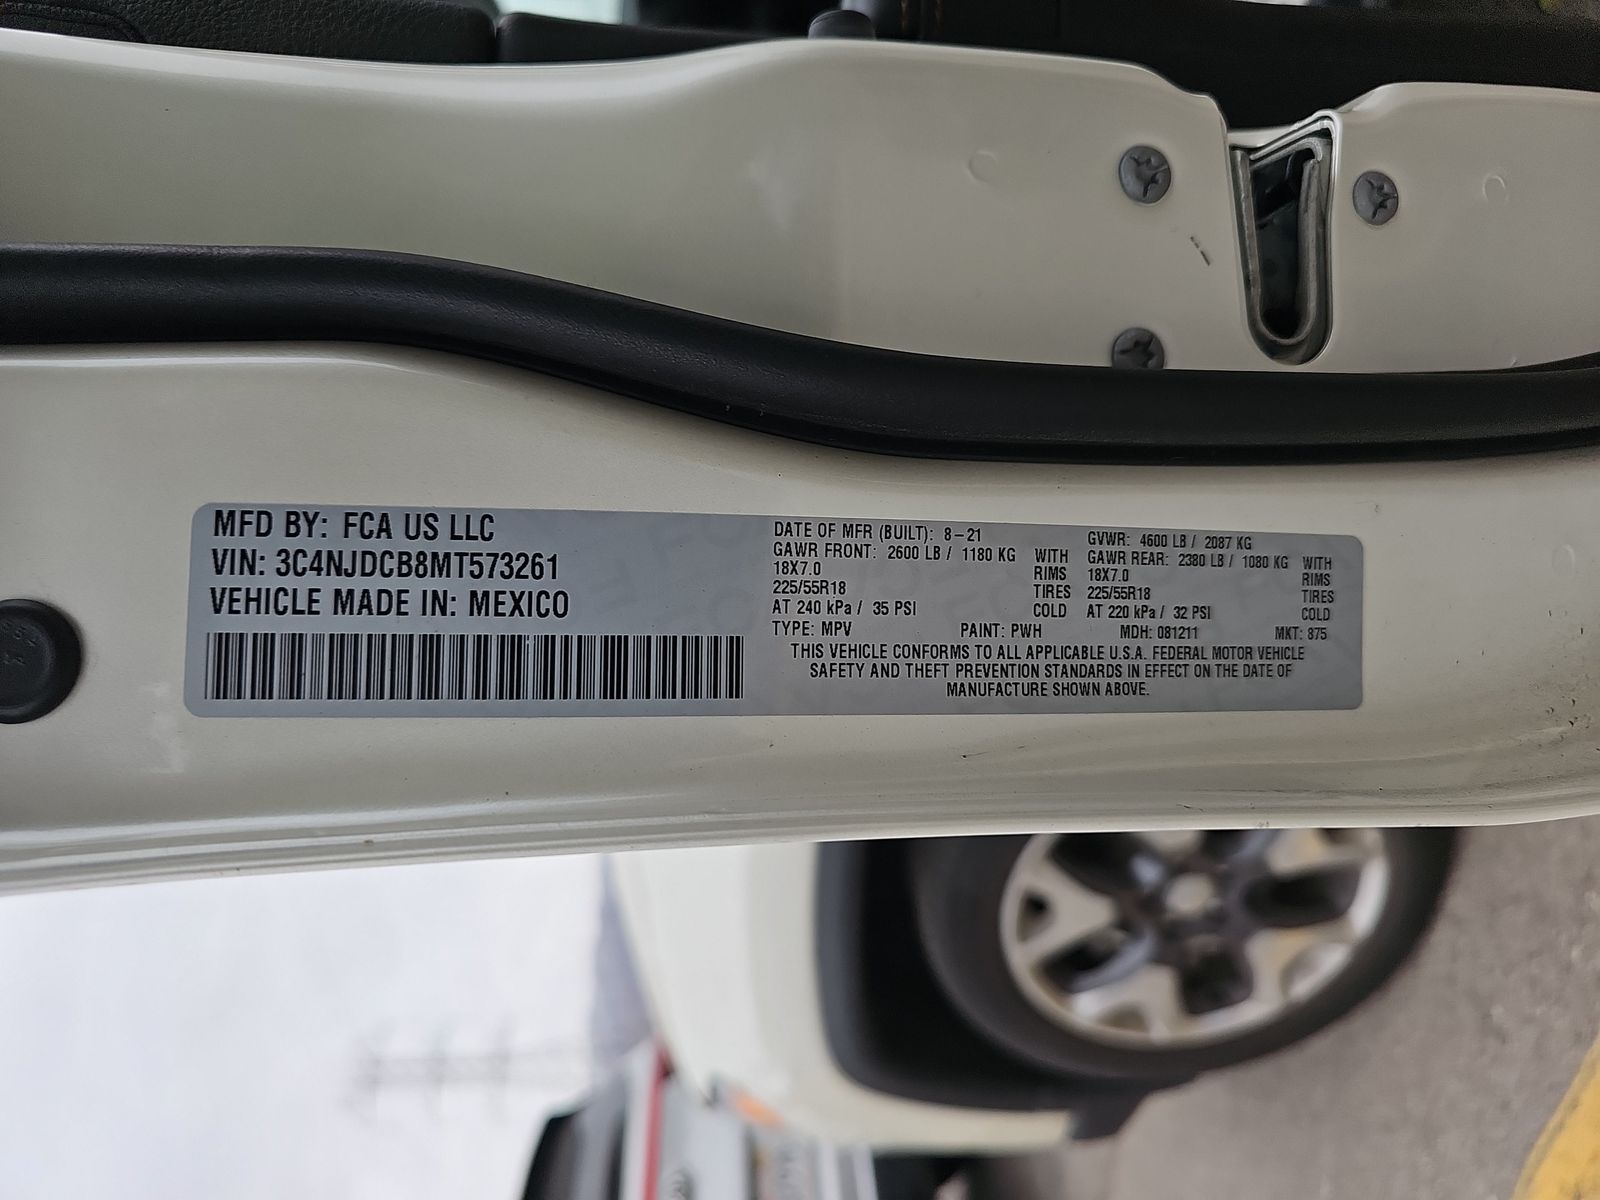 MFD BY: FCA US LLC
VIN: 3C4NJDCB8MT573261
VEHICLE MADE IN: MEXICO
DATE OF MFR (BUILT): 8-21
GAWR FRONT: 2600 LB / 1180 KG WITH
18X7.0 RIMS
225/55R18 TIRES
AT 240 kPa / 35 PSI COLD
GVWR: 4600 LB / 2087 KG
GAWR REAR: 2380 LB / 1080 KG WITH
18X7.0 RIMS
225/55R18 TIRES
AT 220 kPa / 32 PSI COLD
TYPE: MPV PAINT: PWH MDH: 081211 MKT: 875
THIS VEHICLE CONFORMS TO ALL APPLICABLE U.S.A. FEDERAL MOTOR VEHICLE
SAFETY AND THEFT PREVENTION STANDARDS IN EFFECT ON THE DATE OF
MANUFACTURE SHOWN ABOVE.